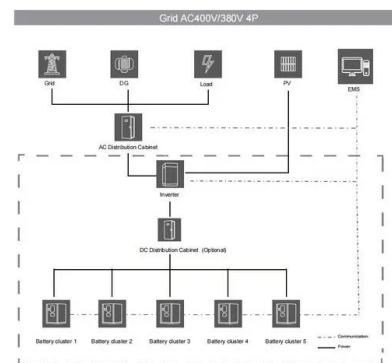 Grid AC400V/380V 4P
Grid
DG
Load
PV
EMS
AC Distribution Cabinet
Inverter
DC Distribution Cabinet (Optional)
Battery cluster 1
Battery cluster 2
Battery cluster 3
Battery cluster 4
Battery cluster 5
Communication
Power